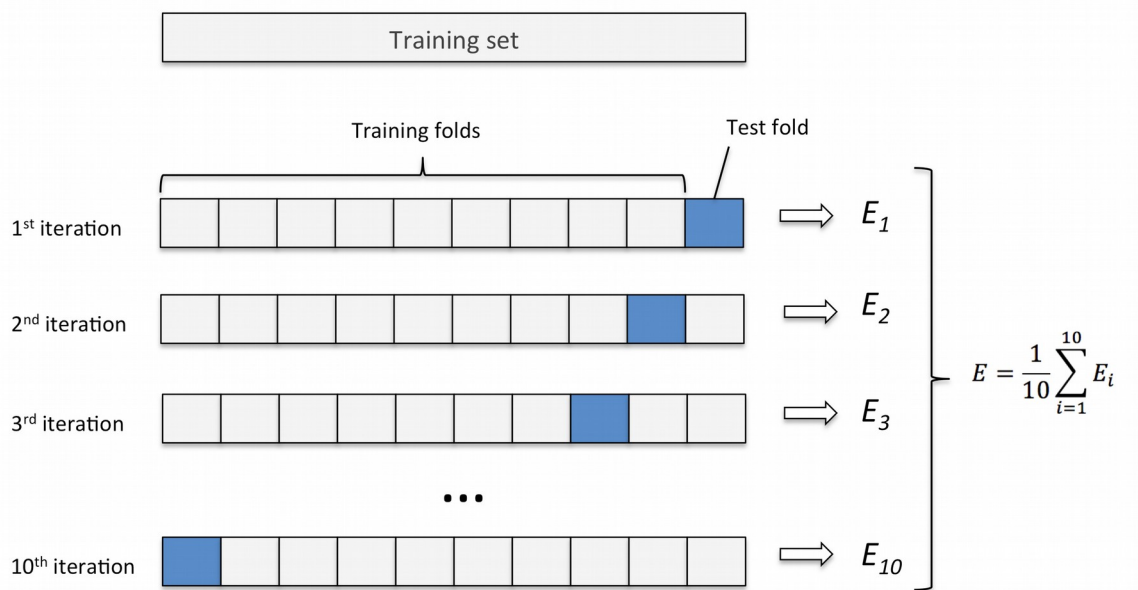 Training set
Training folds
Test fold
1st iteration
E1
2nd iteration
E2
3rd iteration
E3
...
10th iteration
E10
E = 1/10 ∑ i=1 10 Ei